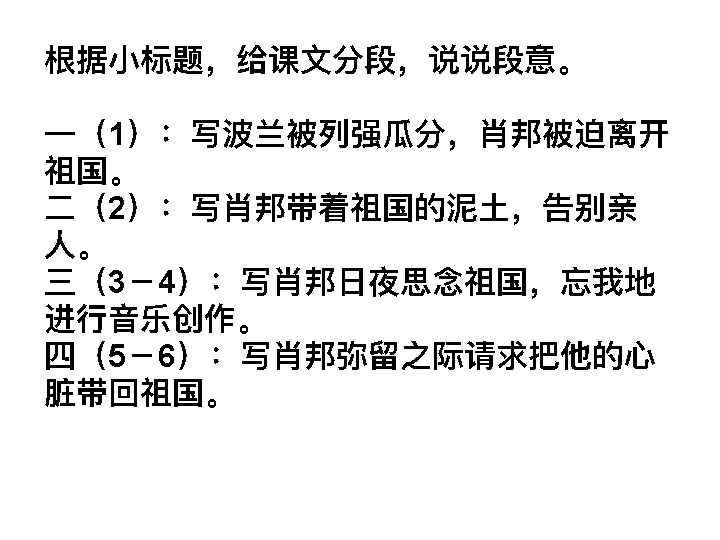 根据小标题，给课文分段，说说段意。
一（1）：写波兰被列强瓜分，肖邦被迫离开
祖国。
二（2）：写肖邦带着祖国的泥土，告别亲
人。
三（3－4）：写肖邦日夜思念祖国，忘我地
进行音乐创作。
四（5－6）：写肖邦弥留之际请求把他的心
脏带回祖国。